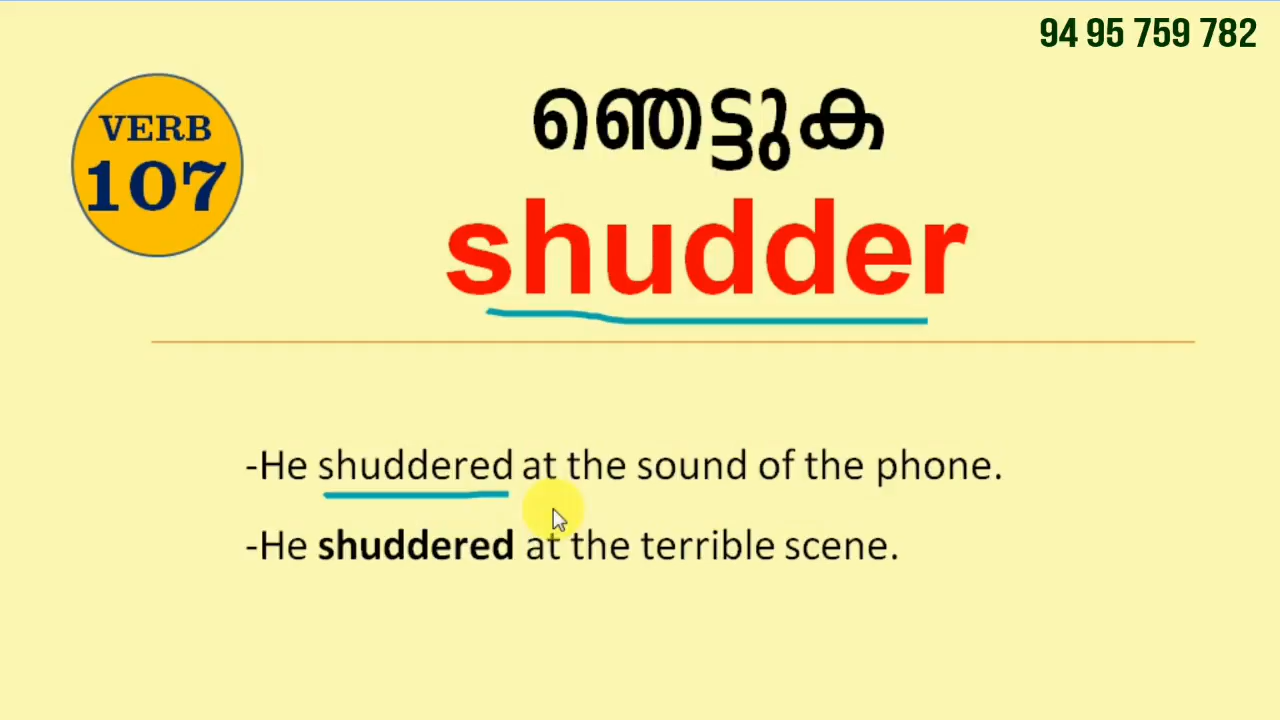 94 95 759 782
VERB
107
ഞെട്ടുക
shudder
-He shuddered at the sound of the phone.
-He shuddered at the terrible scene.